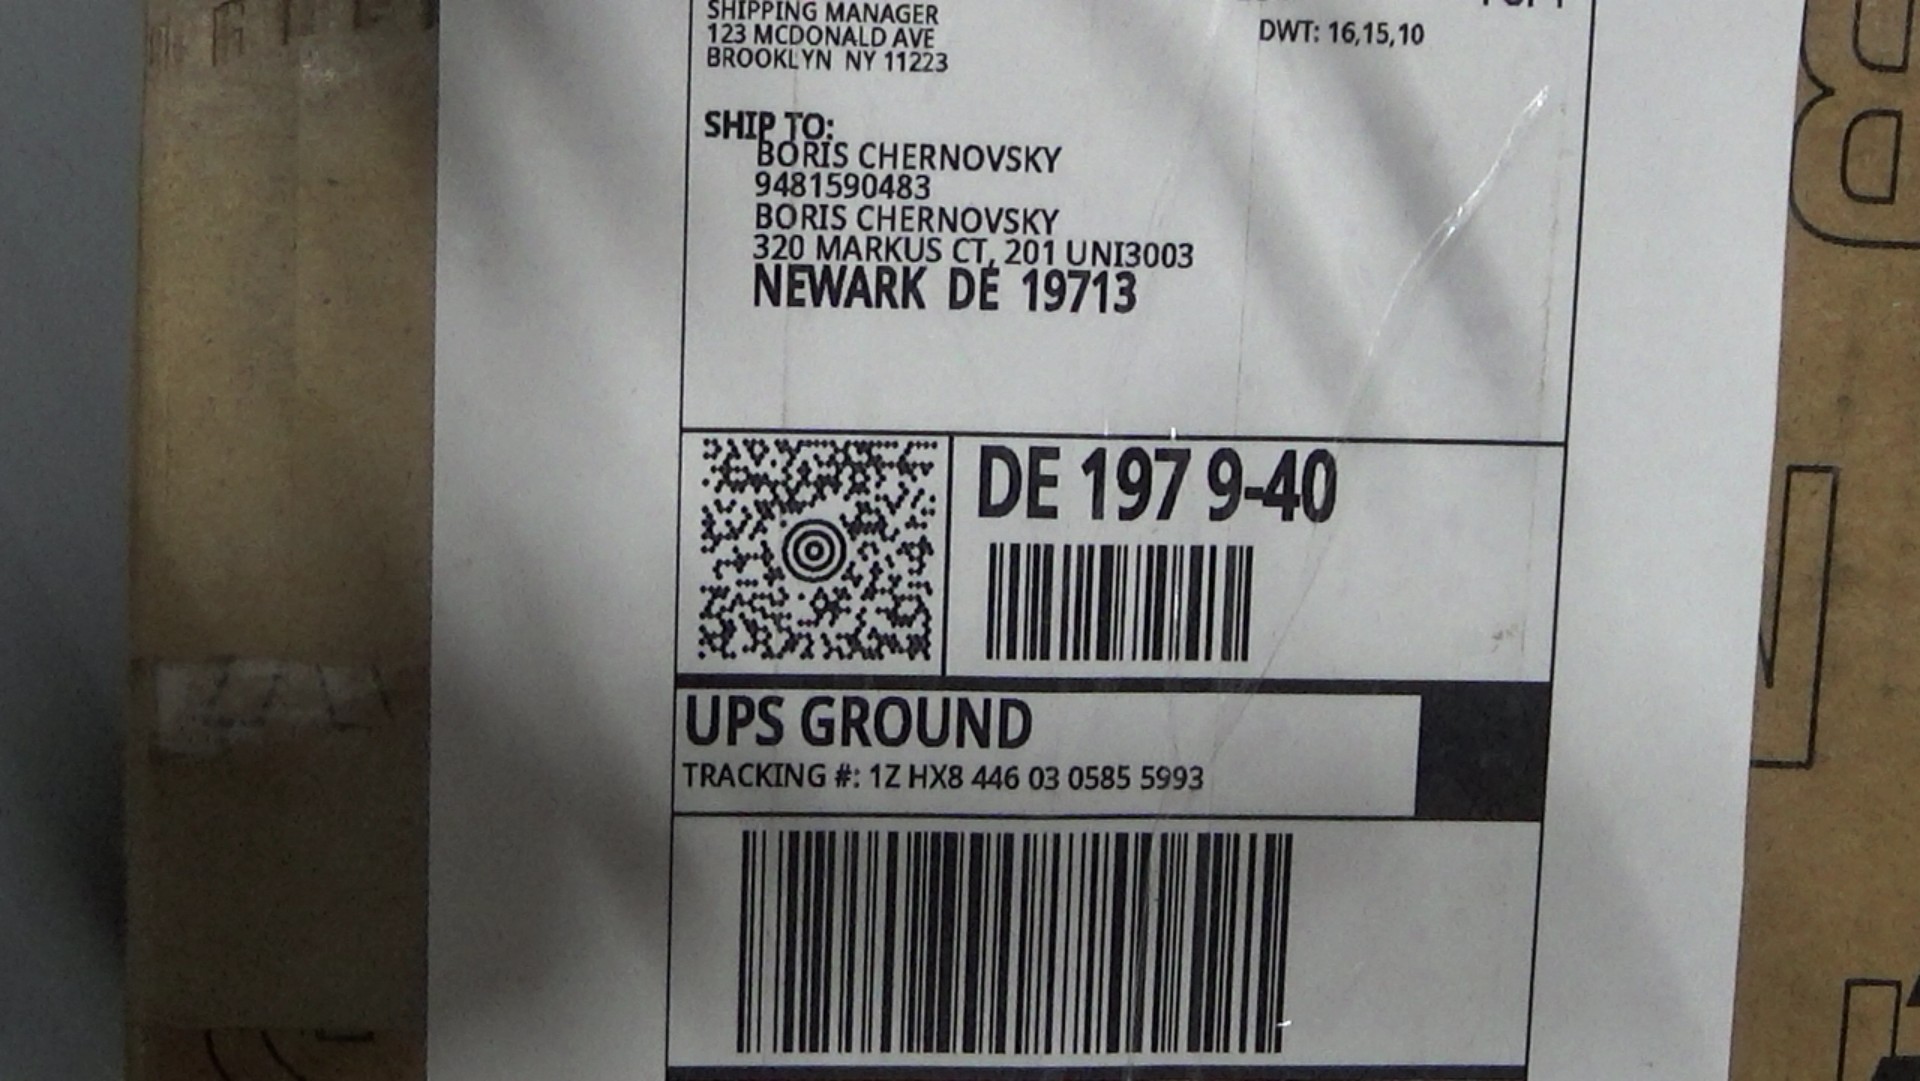 SHIPPING MANAGER
123 MCDONALD AVE
BROOKLYN NY 11223
DWT: 16,15,10
SHIP TO:
BORIS CHERNOVSKY
9481590483
BORIS CHERNOVSKY
320 MARKUS CT, 201 UNI3003
NEWARK DE 19713
DE 197 9-40
UPS GROUND
TRACKING #: 1Z HX8 446 03 0585 5993